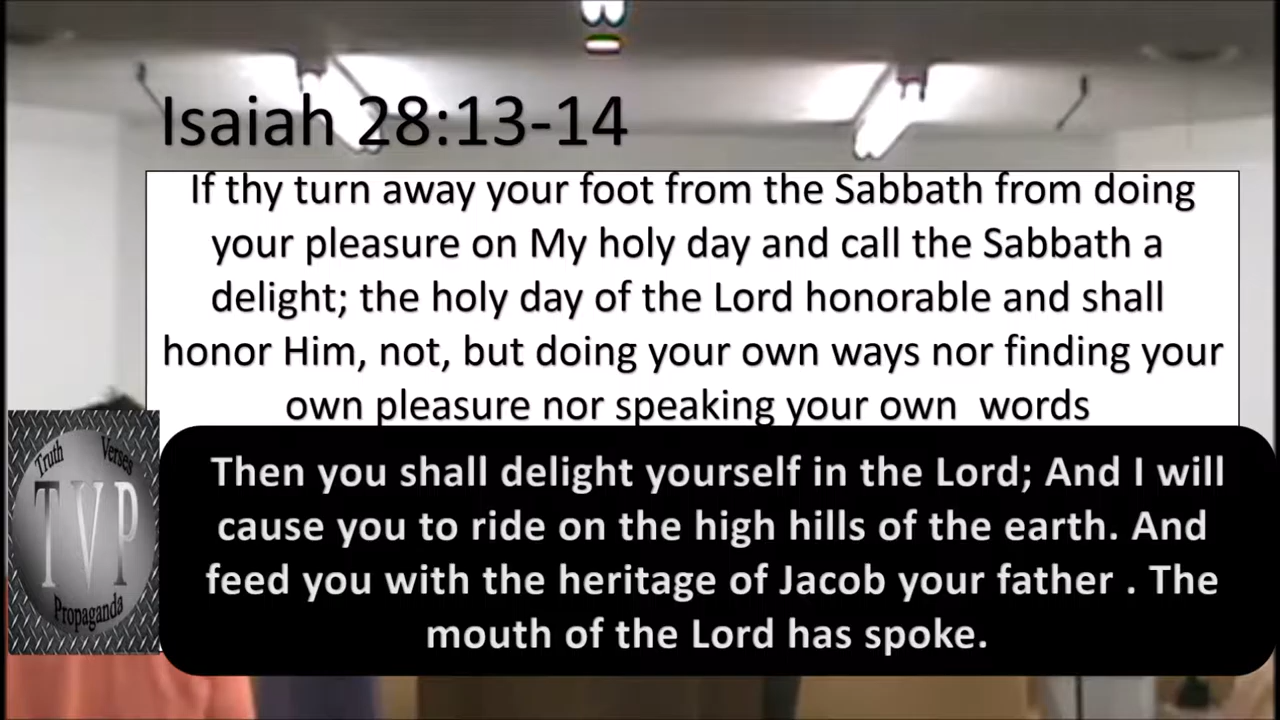 Isaiah 28:13-14
If thy turn away your foot from the Sabbath from doing
your pleasure on My holy day and call the Sabbath a
delight; the holy day of the Lord honorable and shall
honor Him, not, but doing your own ways nor finding your
own pleasure nor speaking your own words
Then you shall delight yourself in the Lord; And I will
cause you to ride on the high hills of the earth. And
feed you with the heritage of Jacob your father . The
mouth of the Lord has spoke.
Truth Verses
TVP
Propaganda